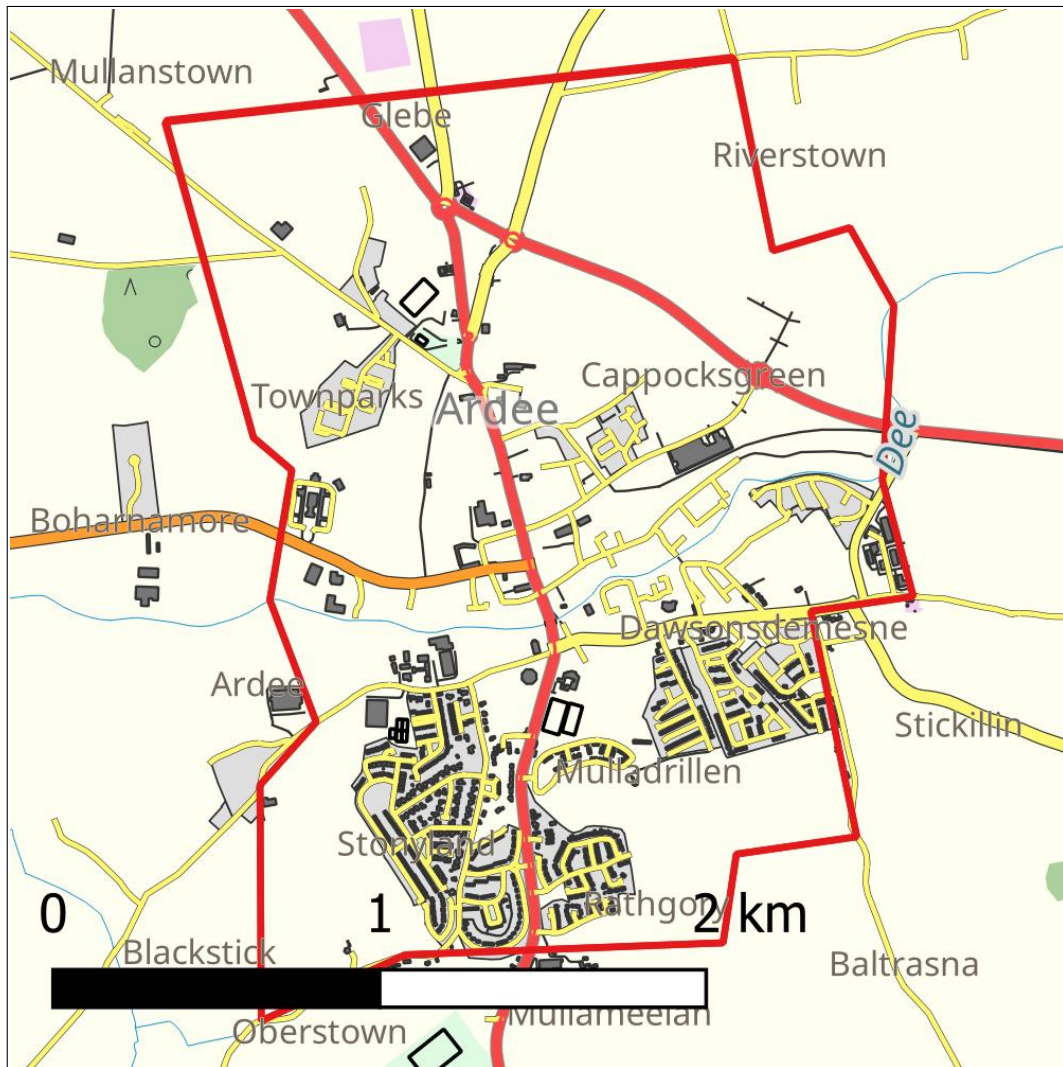 Mullanstown
Glebe
Riverstown
Townparks
Cappocksgreen
Ardee
Dee
Boharnamore
Dawsonsdemesne
Ardee
Stickillin
Mulladrillen
Stonyland
Rathgory
0 1 2 km
Blackstick
Baltrasna
Mullameelan
Oberstown